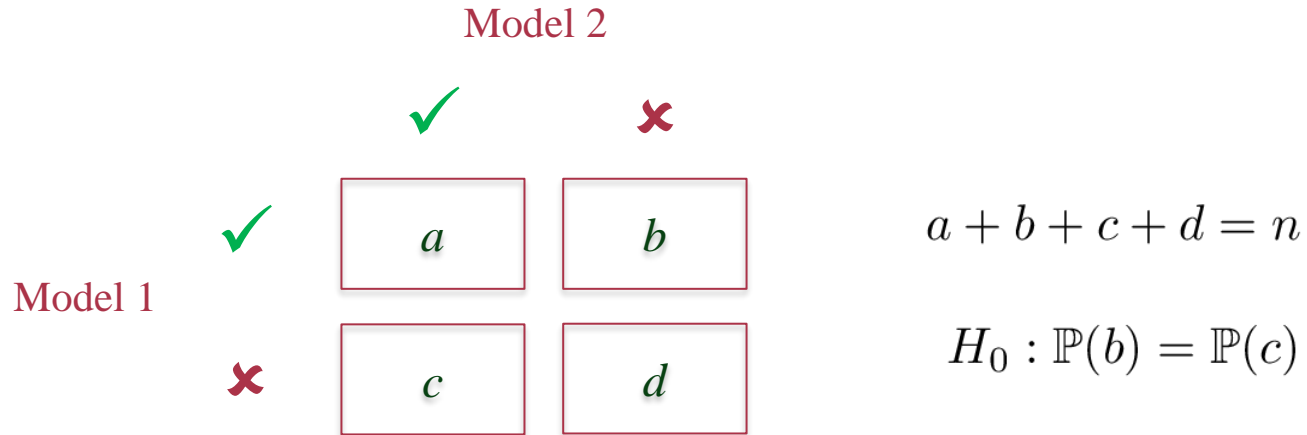 Model 2
✓ ✘
✓ a b
a + b + c + d = n
Model 1
✘ c d
H₀ : ℙ(b) = ℙ(c)